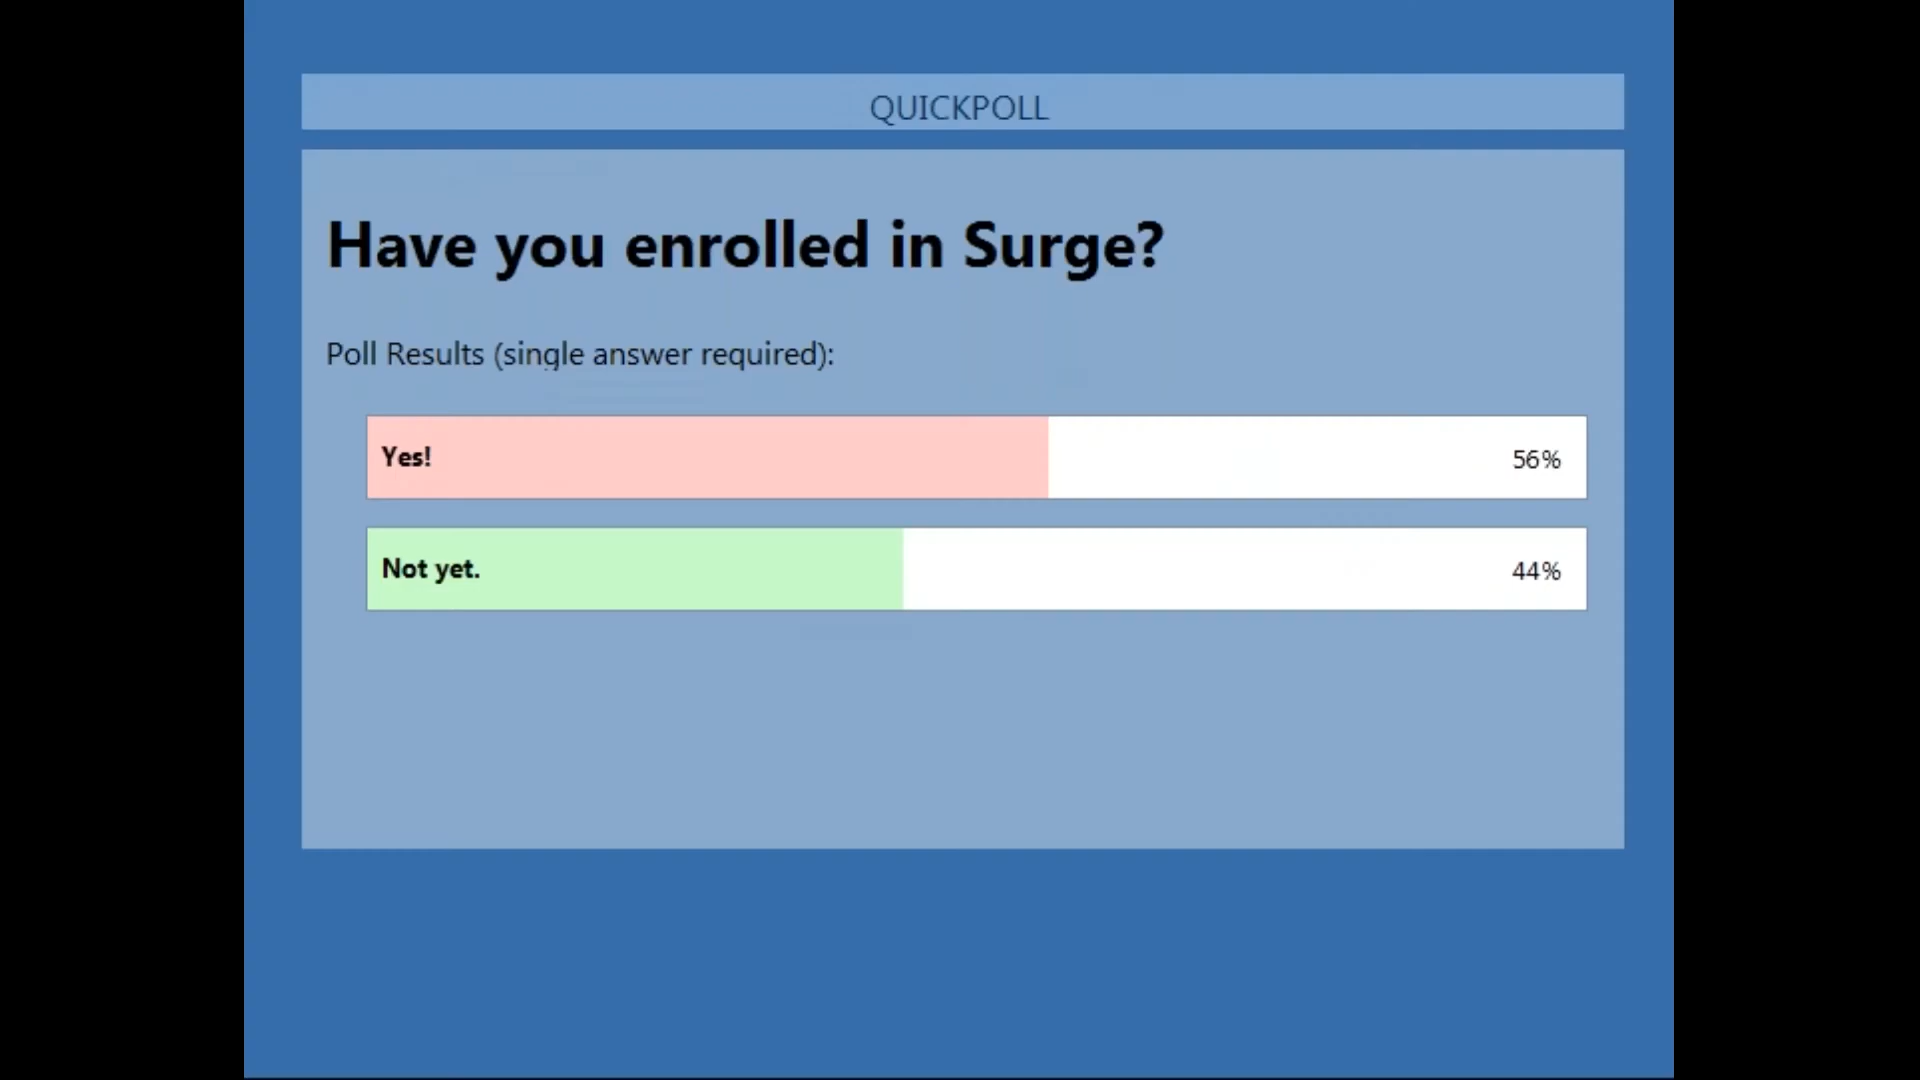 QUICKPOLL
Have you enrolled in Surge?
Poll Results (single answer required):
Yes! 56%
Not yet. 44%